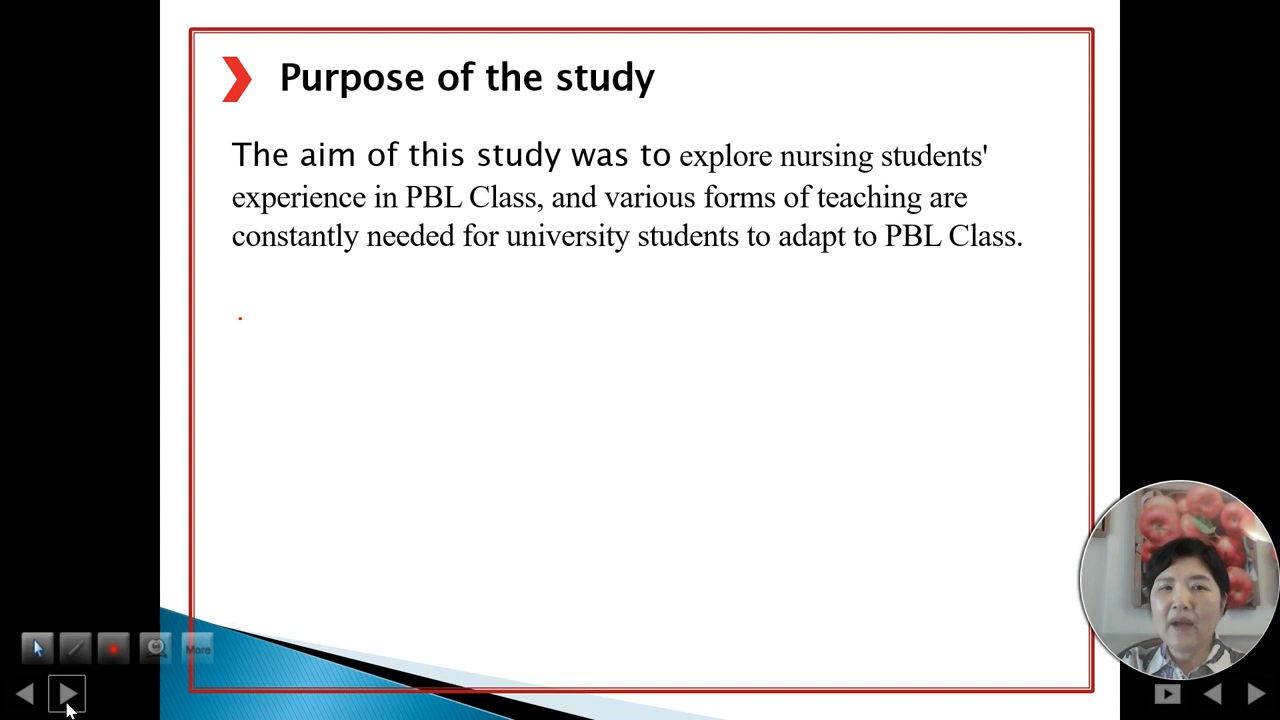 Purpose of the study
The aim of this study was to explore nursing students'
experience in PBL Class, and various forms of teaching are
constantly needed for university students to adapt to PBL Class.
.
More